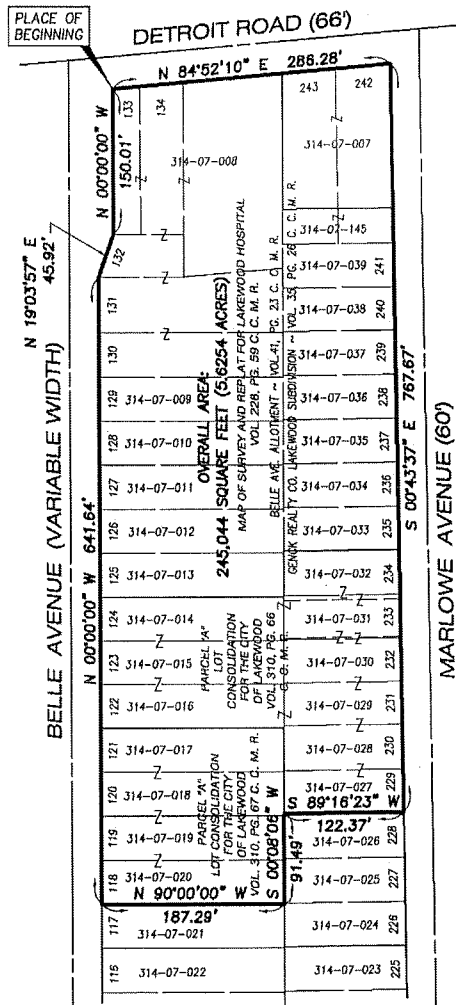 PLACE OF
BEGINNING
DETROIT ROAD (66')
N 84°52'10" E 286.28'
N 00°00'00" W
150.01'
133
134
243
242
314-07-008
314-07-007
N 19°03'57" E
45.92'
132
314-07-145
131
314-07-039
241
314-07-038
240
130
314-07-037
239
129
314-07-009
314-07-036
238
128
314-07-010
314-07-035
237
127
314-07-011
314-07-034
236
126
314-07-012
314-07-033
235
125
314-07-013
314-07-032
234
124
314-07-014
314-07-031
233
123
314-07-015
314-07-030
232
122
314-07-016
314-07-029
231
121
314-07-017
314-07-028
230
120
314-07-018
314-07-027
229
119
314-07-019
314-07-026
228
118
314-07-020
314-07-025
227
117
314-07-021
314-07-024
226
116
314-07-022
314-07-023
225
OVERALL AREA:
245,044 SQUARE FEET (5.6254 ACRES)
MAP OF SURVEY AND REPLAT FOR LAKEWOOD HOSPITAL
VOL. 228, PG. 59 C. C. M. R.
BELLE AVE. ALLOTMENT ~ VOL.41, PG. 23 C. C. M. R.
REALTY CO. LAKEWOOD SUBDIVISION ~ VOL. 35, PG. 26 C. C. M. R.
PARCEL "A"
LOT
CONSOLIDATION
FOR THE CITY
OF LAKEWOOD
VOL. 310, PG. 66
C. C. M. R.
PARCEL "A"
LOT CONSOLIDATION
FOR THE CITY
OF LAKEWOOD
VOL. 310, PG. 67 C. C. M. R.
S 00°08'06" W
91.49'
S 89°16'23" W
122.37'
N 90°00'00" W
187.29'
BELLE AVENUE (VARIABLE WIDTH)
N 00°00'00" W 641.64'
S 00°43'37" E 767.67'
MARLOWE AVENUE (60')